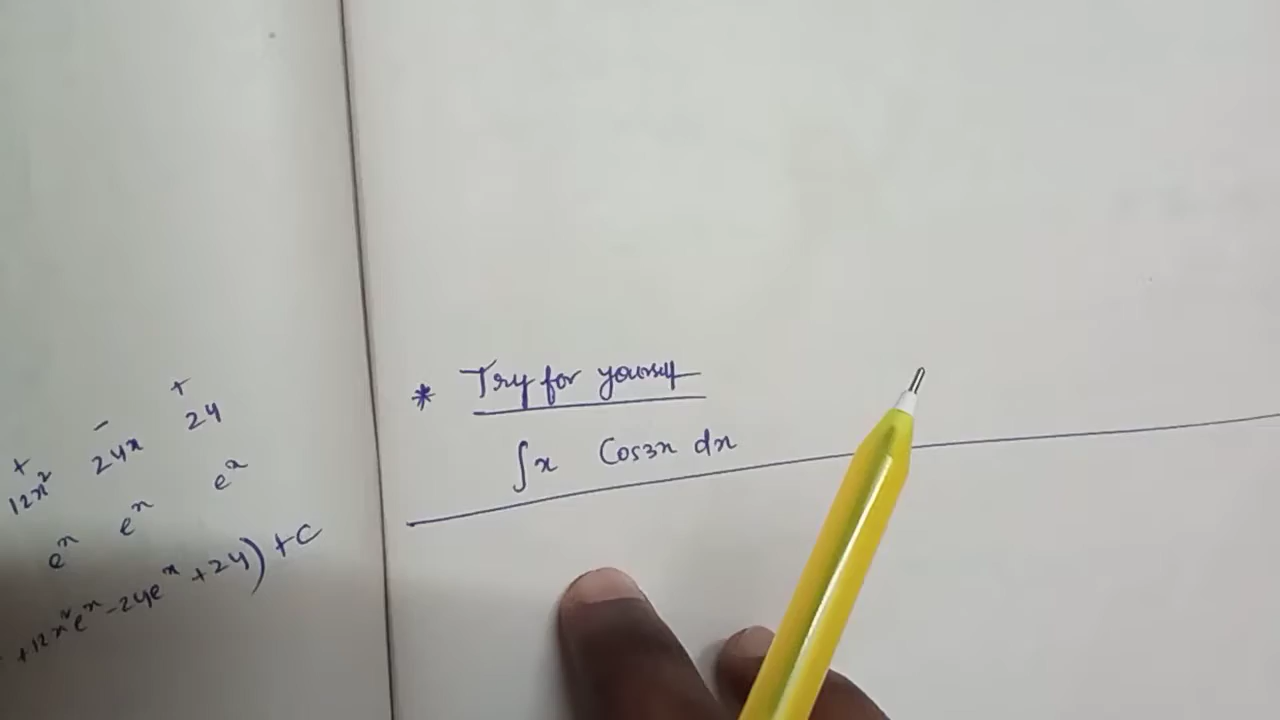 + - +
12x² 24x 24
eˣ eˣ eˣ
+12x²eˣ-24eˣ+24)+C
* Try for yourself
∫x Cos3x dx